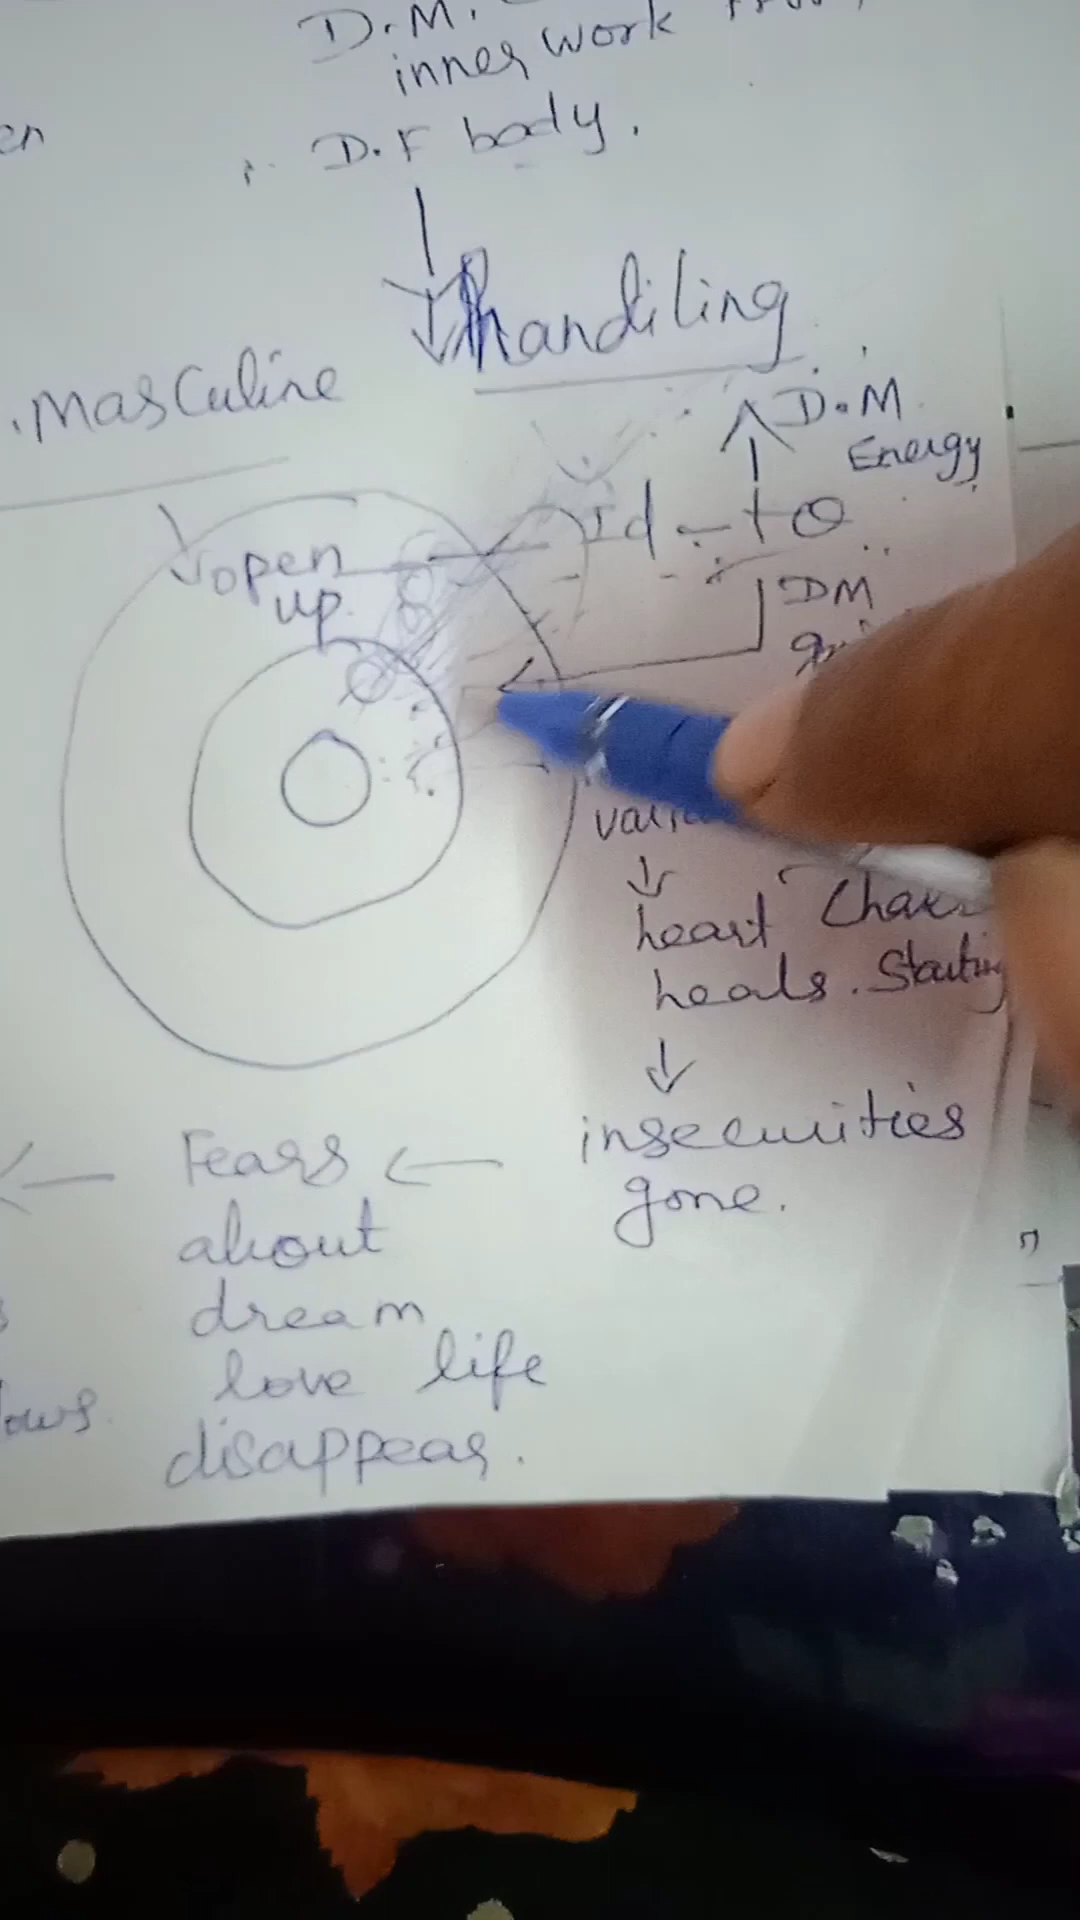 D.M.
inner work
en
D.F body.
handiling
Masculine
D.M
Energy
open
up.
DM
heart
heals. Starting
insecurities
gone.
Fears
about
dream
love life
disappear.